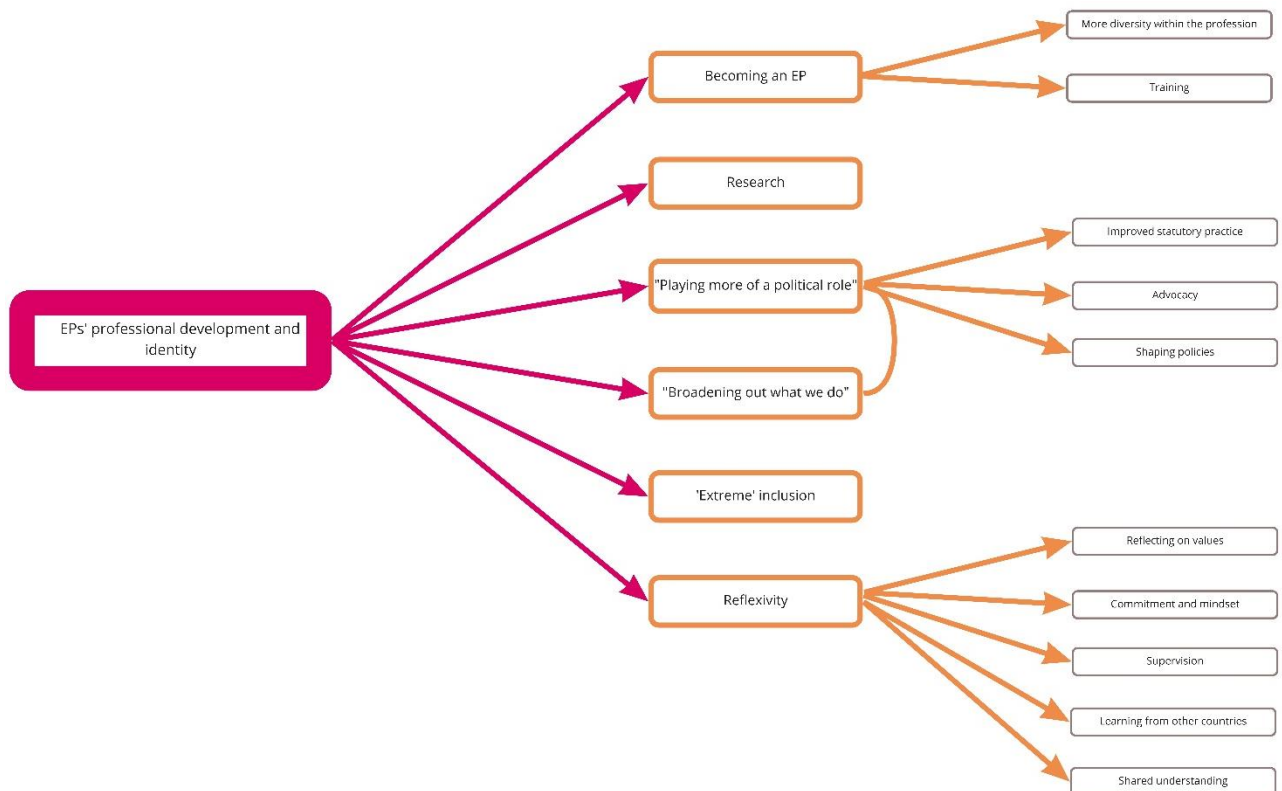 EPs' professional development and
identity
Becoming an EP
Research
"Playing more of a political role"
"Broadening out what we do"
'Extreme' inclusion
Reflexivity
More diversity within the profession
Training
Improved statutory practice
Advocacy
Shaping policies
Reflecting on values
Commitment and mindset
Supervision
Learning from other countries
Shared understanding